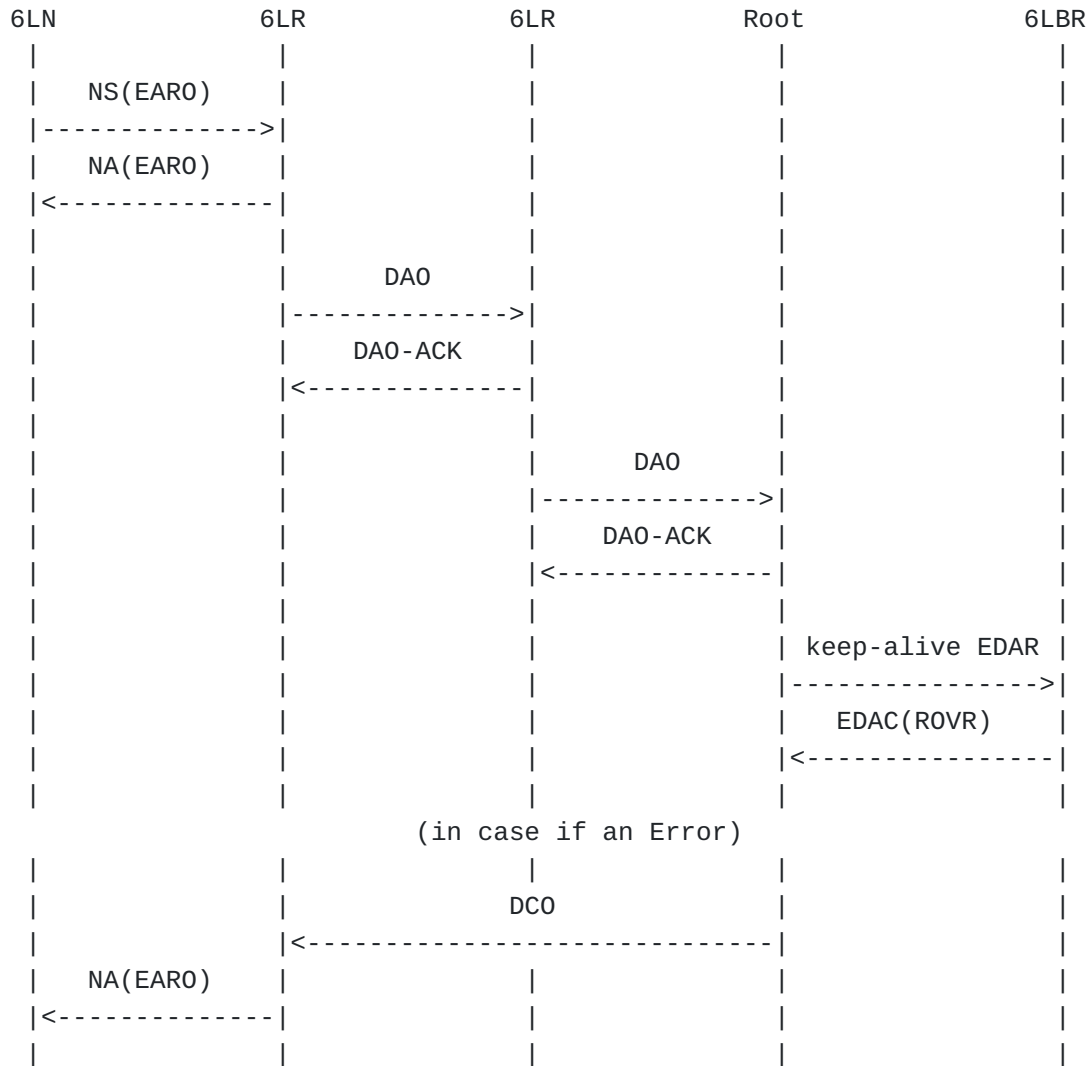 6LN 6LR 6LR Root 6LBR
NS(EARO)
NA(EARO)
DAO
DAO-ACK
DAO
DAO-ACK
keep-alive EDAR
EDAC(ROVR)
(in case if an Error)
DCO
NA(EARO)